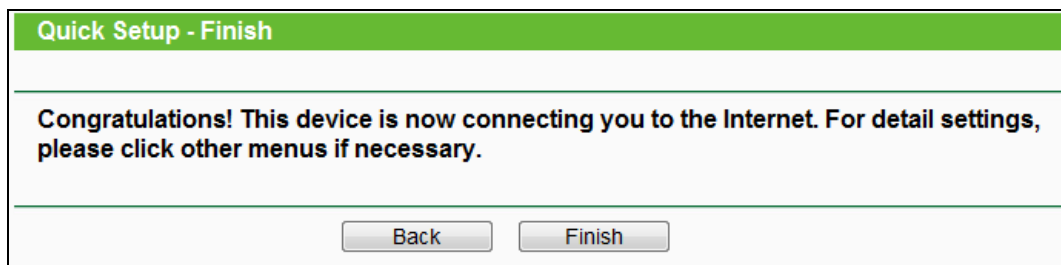 Quick Setup - Finish
Congratulations! This device is now connecting you to the Internet. For detail settings,
please click other menus if necessary.
Back Finish